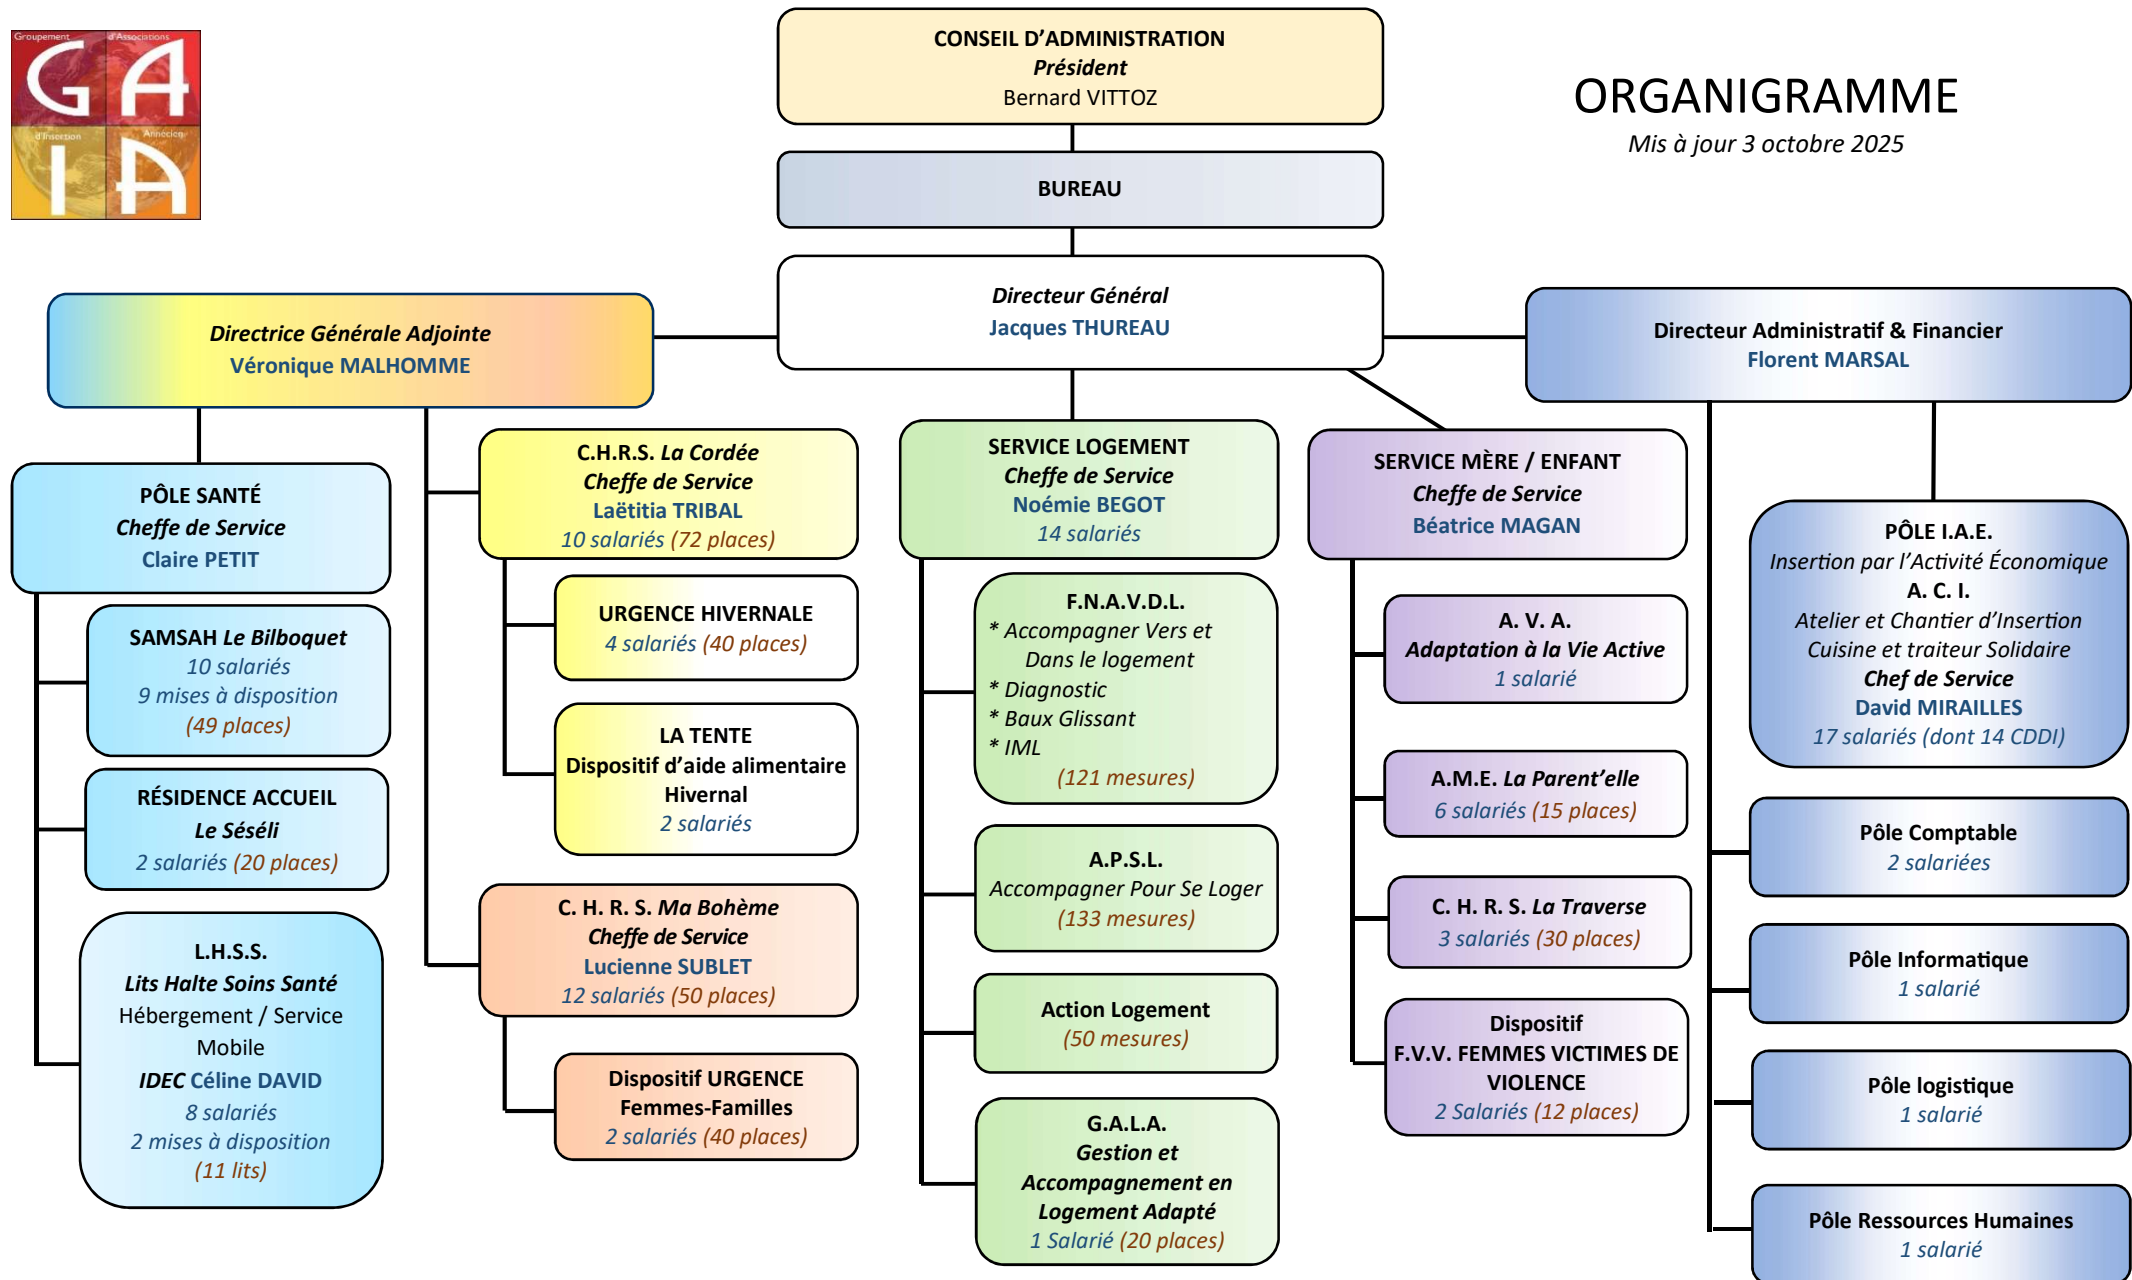 Groupement
d'Associations
G A
d'Insertion
Annécien
I A
CONSEIL D'ADMINISTRATION
Président
Bernard VITTOZ
ORGANIGRAMME
Mis à jour 3 octobre 2025
BUREAU
Directeur Général
Jacques THUREAU
Directrice Générale Adjointe
Véronique MALHOMME
Directeur Administratif & Financier
Florent MARSAL
PÔLE SANTÉ
Cheffe de Service
Claire PETIT
SAMSAH Le Bilboquet
10 salariés
9 mises à disposition
(49 places)
RÉSIDENCE ACCUEIL
Le Séséli
2 salariés (20 places)
L.H.S.S.
Lits Halte Soins Santé
Hébergement / Service
Mobile
IDEC Céline DAVID
8 salariés
2 mises à disposition
(11 lits)
C.H.R.S. La Cordée
Cheffe de Service
Laëtitia TRIBAL
10 salariés (72 places)
URGENCE HIVERNALE
4 salariés (40 places)
LA TENTE
Dispositif d'aide alimentaire
Hivernal
2 salariés
C. H. R. S. Ma Bohème
Cheffe de Service
Lucienne SUBLET
12 salariés (50 places)
Dispositif URGENCE
Femmes-Familles
2 salariés (40 places)
SERVICE LOGEMENT
Cheffe de Service
Noémie BEGOT
14 salariés
F.N.A.V.D.L.
* Accompagner Vers et
Dans le logement
* Diagnostic
* Baux Glissant
* IML
(121 mesures)
A.P.S.L.
Accompagner Pour Se Loger
(133 mesures)
Action Logement
(50 mesures)
G.A.L.A.
Gestion et
Accompagnement en
Logement Adapté
1 Salarié (20 places)
SERVICE MÈRE / ENFANT
Cheffe de Service
Béatrice MAGAN
A. V. A.
Adaptation à la Vie Active
1 salarié
A.M.E. La Parent'elle
6 salariés (15 places)
C. H. R. S. La Traverse
3 salariés (30 places)
Dispositif
F.V.V. FEMMES VICTIMES DE
VIOLENCE
2 Salariés (12 places)
PÔLE I.A.E.
Insertion par l'Activité Économique
A. C. I.
Atelier et Chantier d'Insertion
Cuisine et traiteur Solidaire
Chef de Service
David MIRAILLES
17 salariés (dont 14 CDDI)
Pôle Comptable
2 salariées
Pôle Informatique
1 salarié
Pôle logistique
1 salarié
Pôle Ressources Humaines
1 salarié